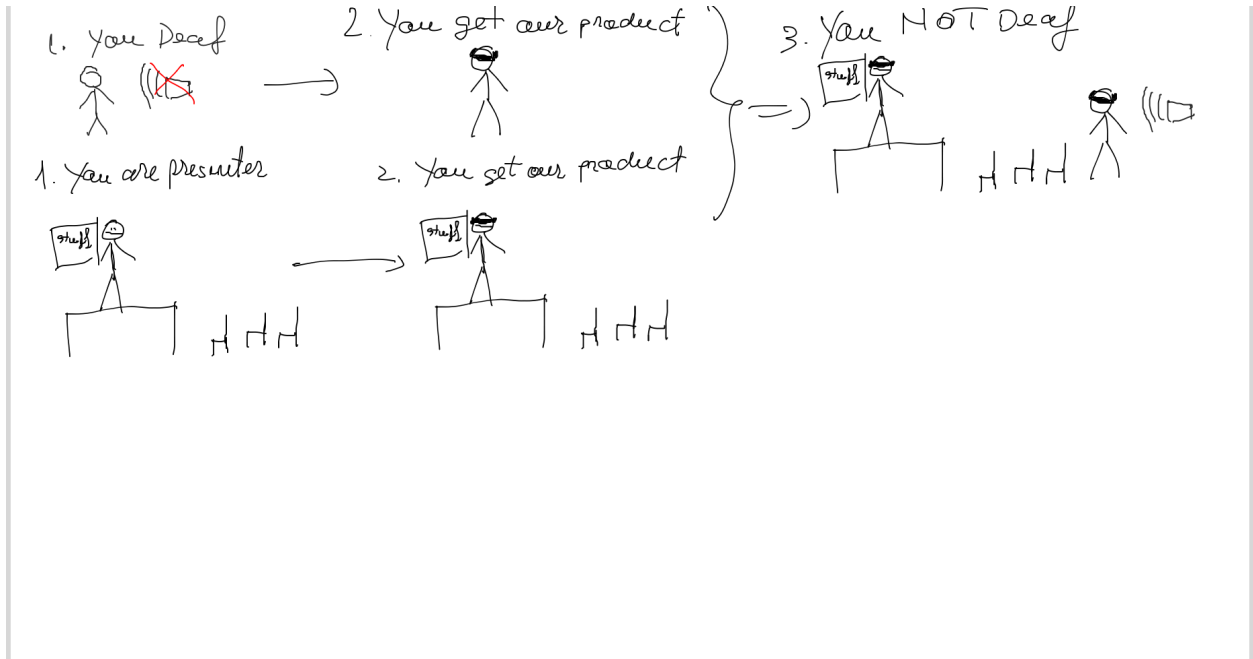 1. You Deaf
2. You get our product
3. You NOT Deaf
stuff
1. You are presenter
2. You get our product
stuff
stuff